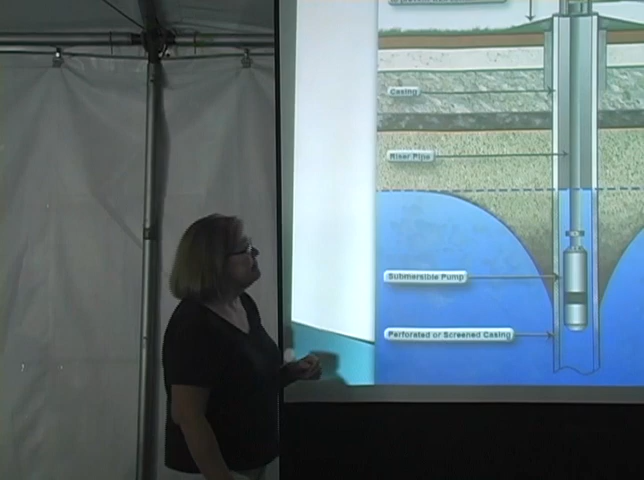 Casing
Riser Pipe
Submersible Pump
Perforated or Screened Casing